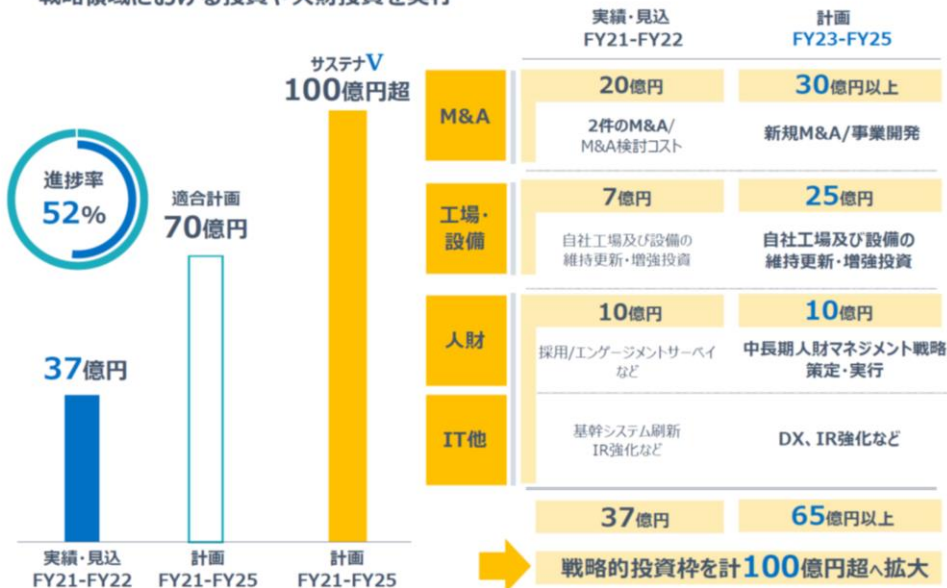 実績・見込
FY21-FY22
計画
FY23-FY25
サステナV
100億円超
進捗率
52%
適合計画
70億円
37億円
実績・見込
FY21-FY22
計画
FY21-FY25
計画
FY21-FY25
M&A
20億円
30億円以上
2件のM&A/
M&A検討コスト
新規M&A/事業開発
工場・
設備
7億円
25億円
自社工場及び設備の
維持更新・増強投資
自社工場及び設備の
維持更新・増強投資
人財
10億円
10億円
採用/エンゲージメントサーベイ
など
中長期人財マネジメント戦略
策定・実行
IT他
基幹システム刷新
IR強化など
DX、IR強化など
37億円
65億円以上
戦略的投資枠を計100億円超へ拡大